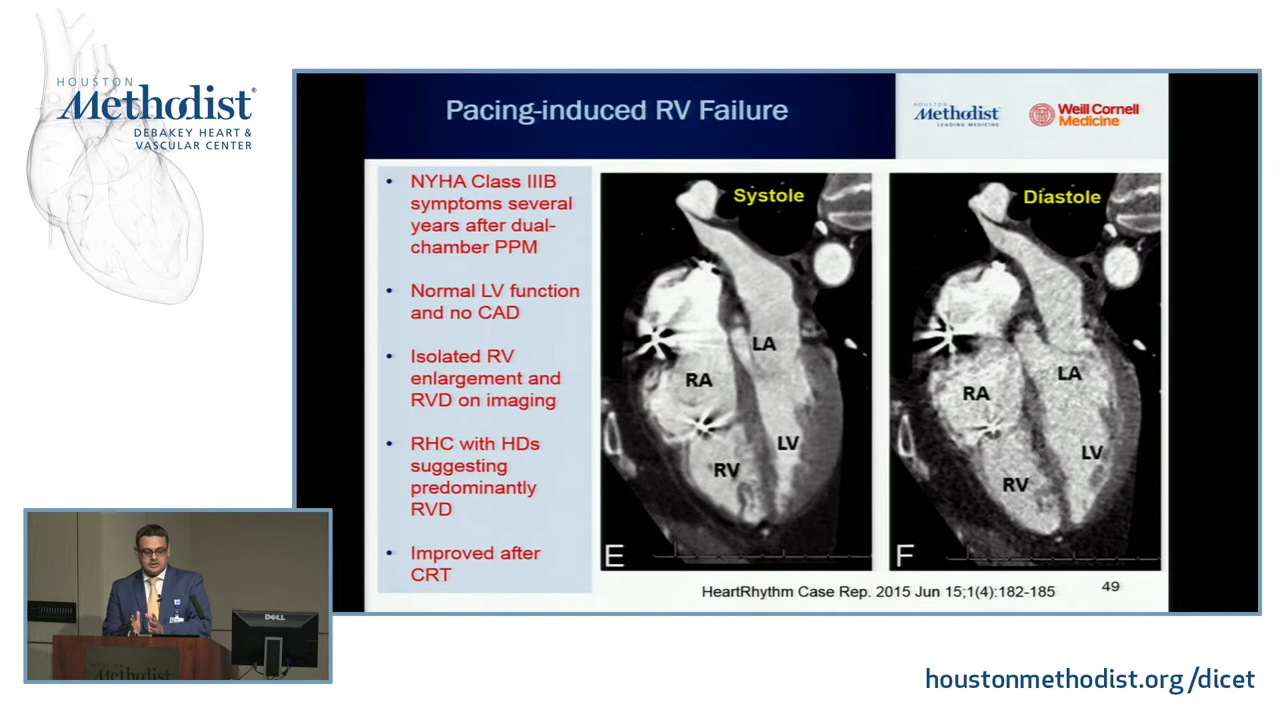 HOUSTON
Methodist®
DEBAKEY HEART &
VASCULAR CENTER
Pacing-induced RV Failure
HOUSTON
Methodist
LEADING MEDICINE
Weill Cornell
Medicine
• NYHA Class IIIB
symptoms several
years after dual-
chamber PPM
• Normal LV function
and no CAD
• Isolated RV
enlargement and
RVD on imaging
• RHC with HDs
suggesting
predominantly
RVD
• Improved after
CRT
Systole
LA
RA
LV
RV
E
Diastole
LA
RA
LV
RV
F
HeartRhythm Case Rep. 2015 Jun 15;1(4):182-185
49
DELL
HOUSTON
Methodist
houstonmethodist.org/dicet